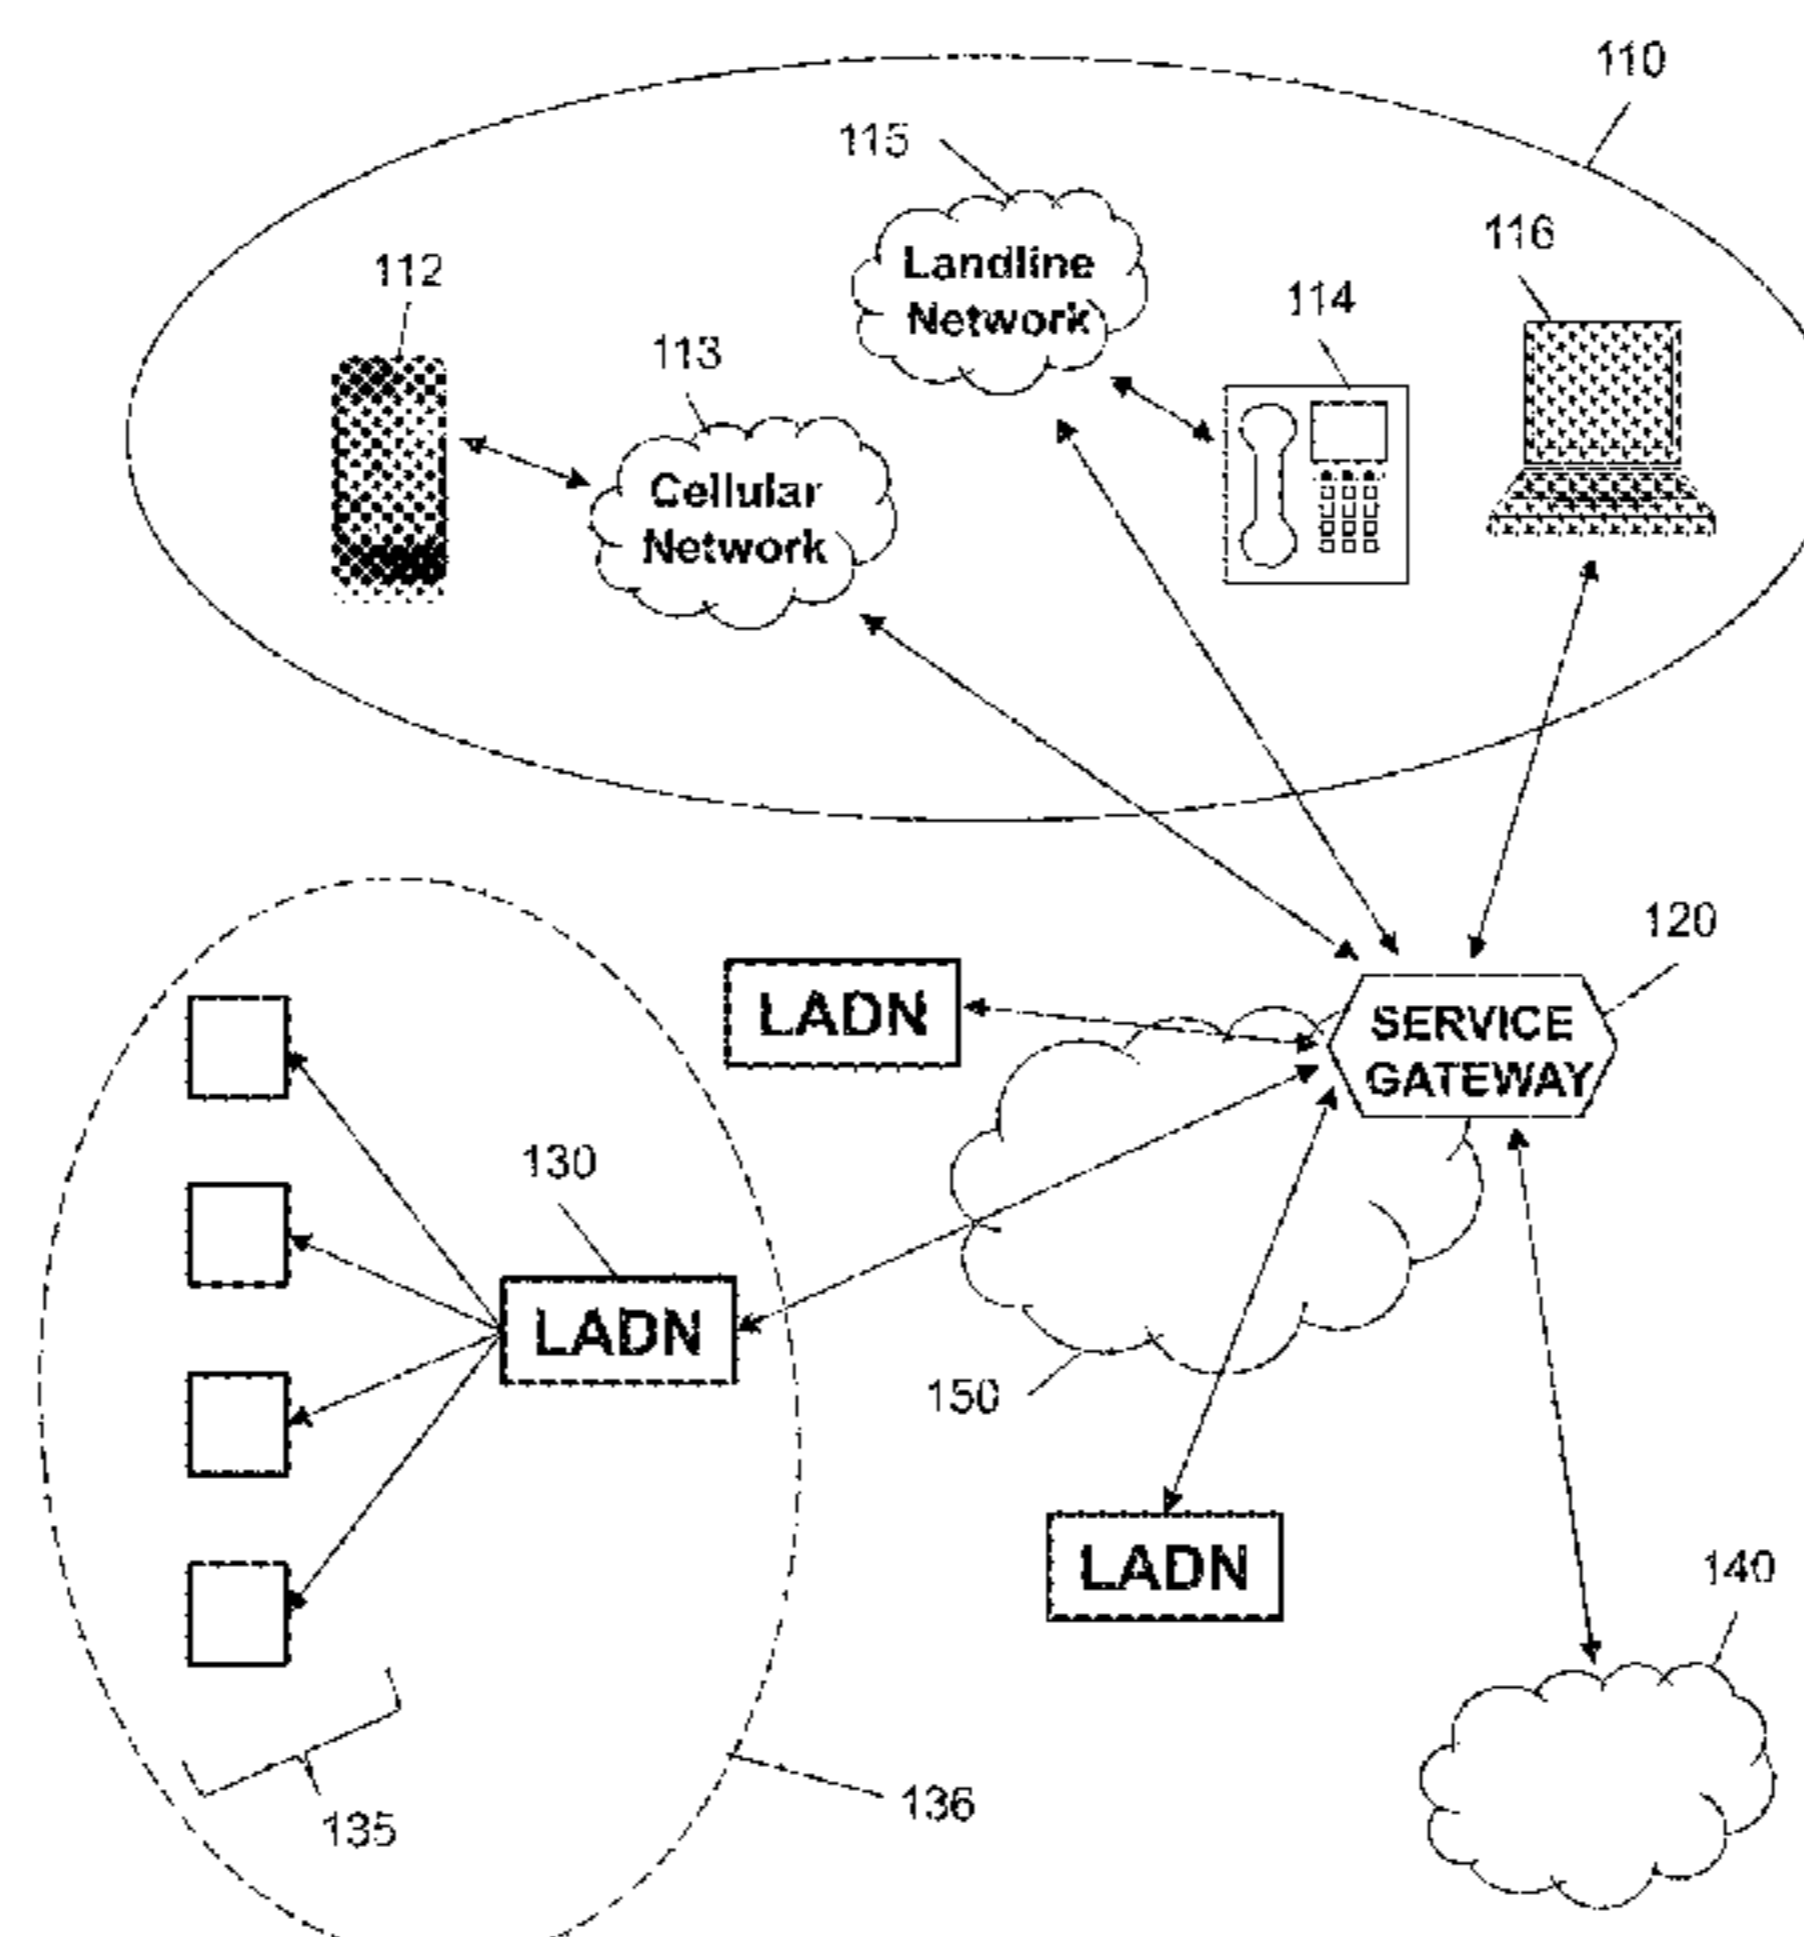 110
115
116
Landline
Network
112
114
113
Cellular
Network
120
LADN
SERVICE
GATEWAY
130
LADN
150
LADN
140
136
135